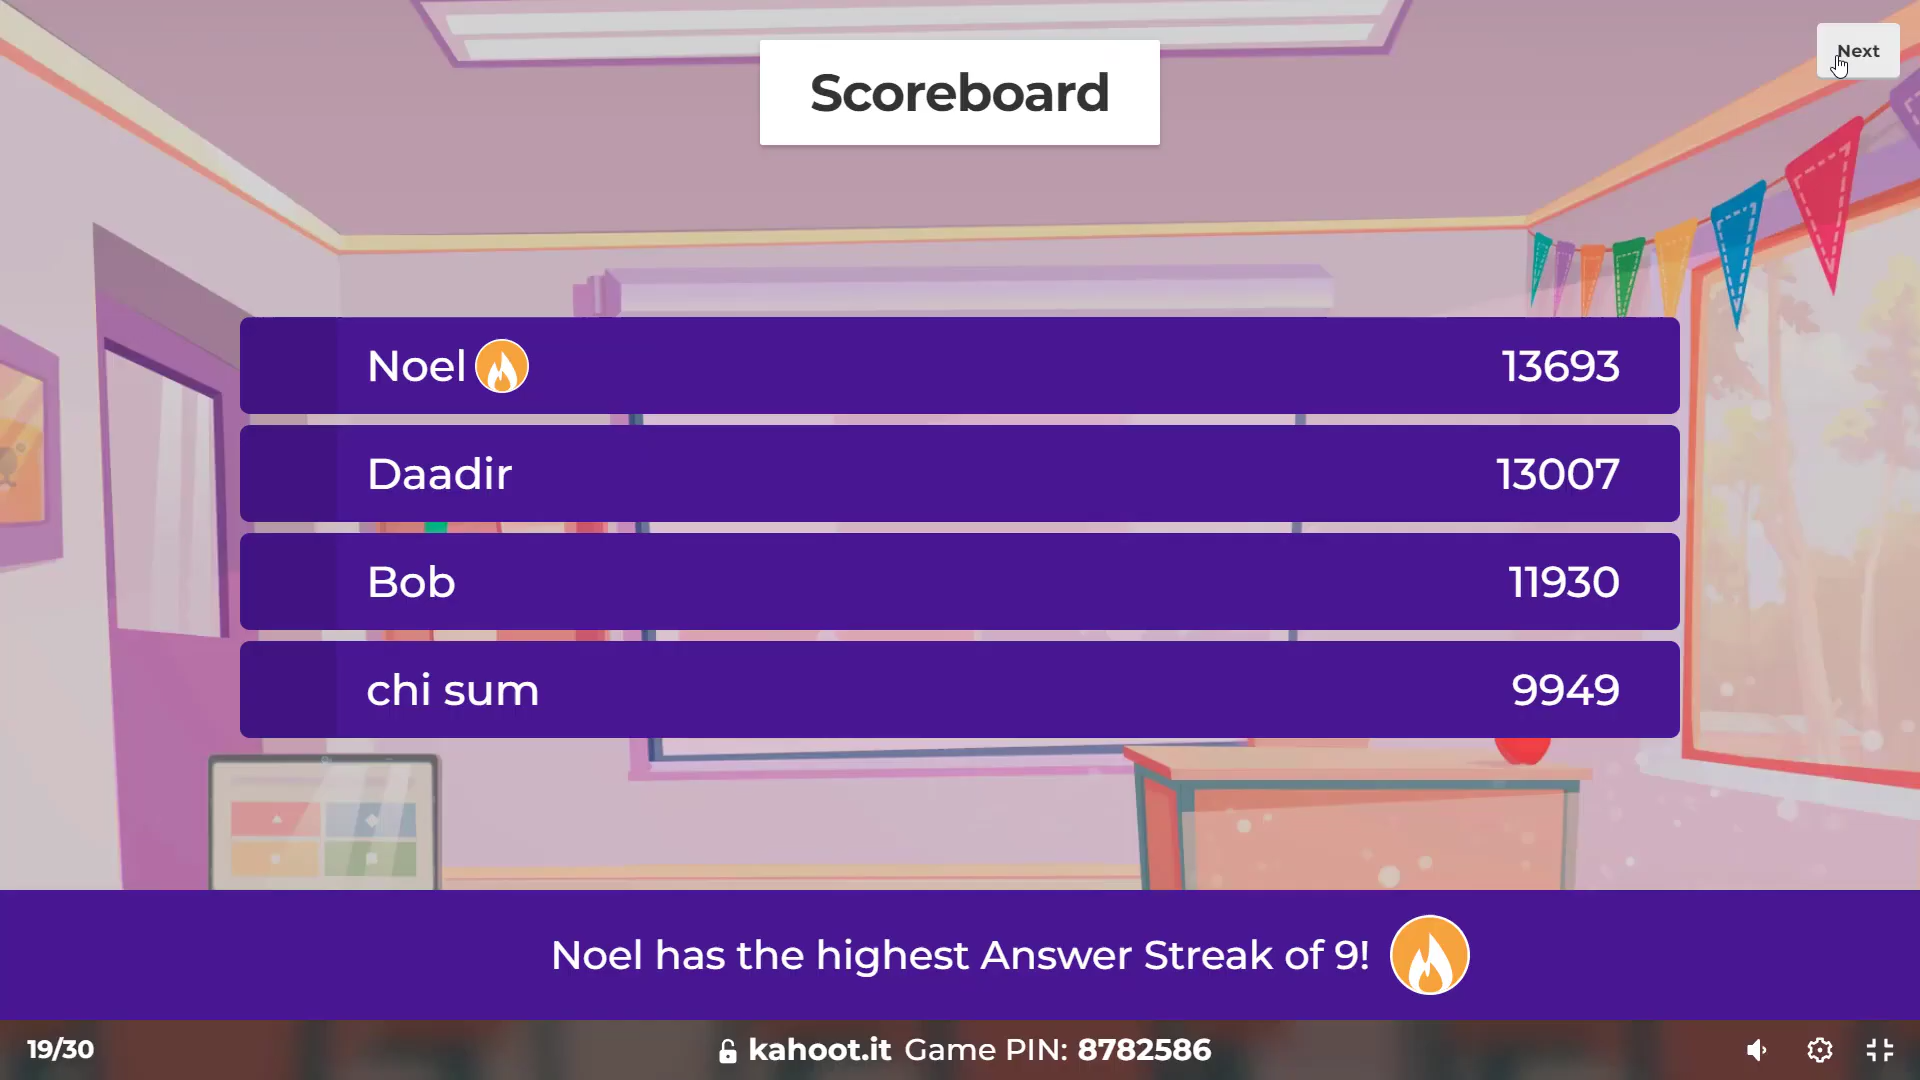 Next
Scoreboard
Noel 13693
Daadir 13007
Bob 11930
chi sum 9949
Noel has the highest Answer Streak of 9!
19/30 kahoot.it Game PIN: 8782586